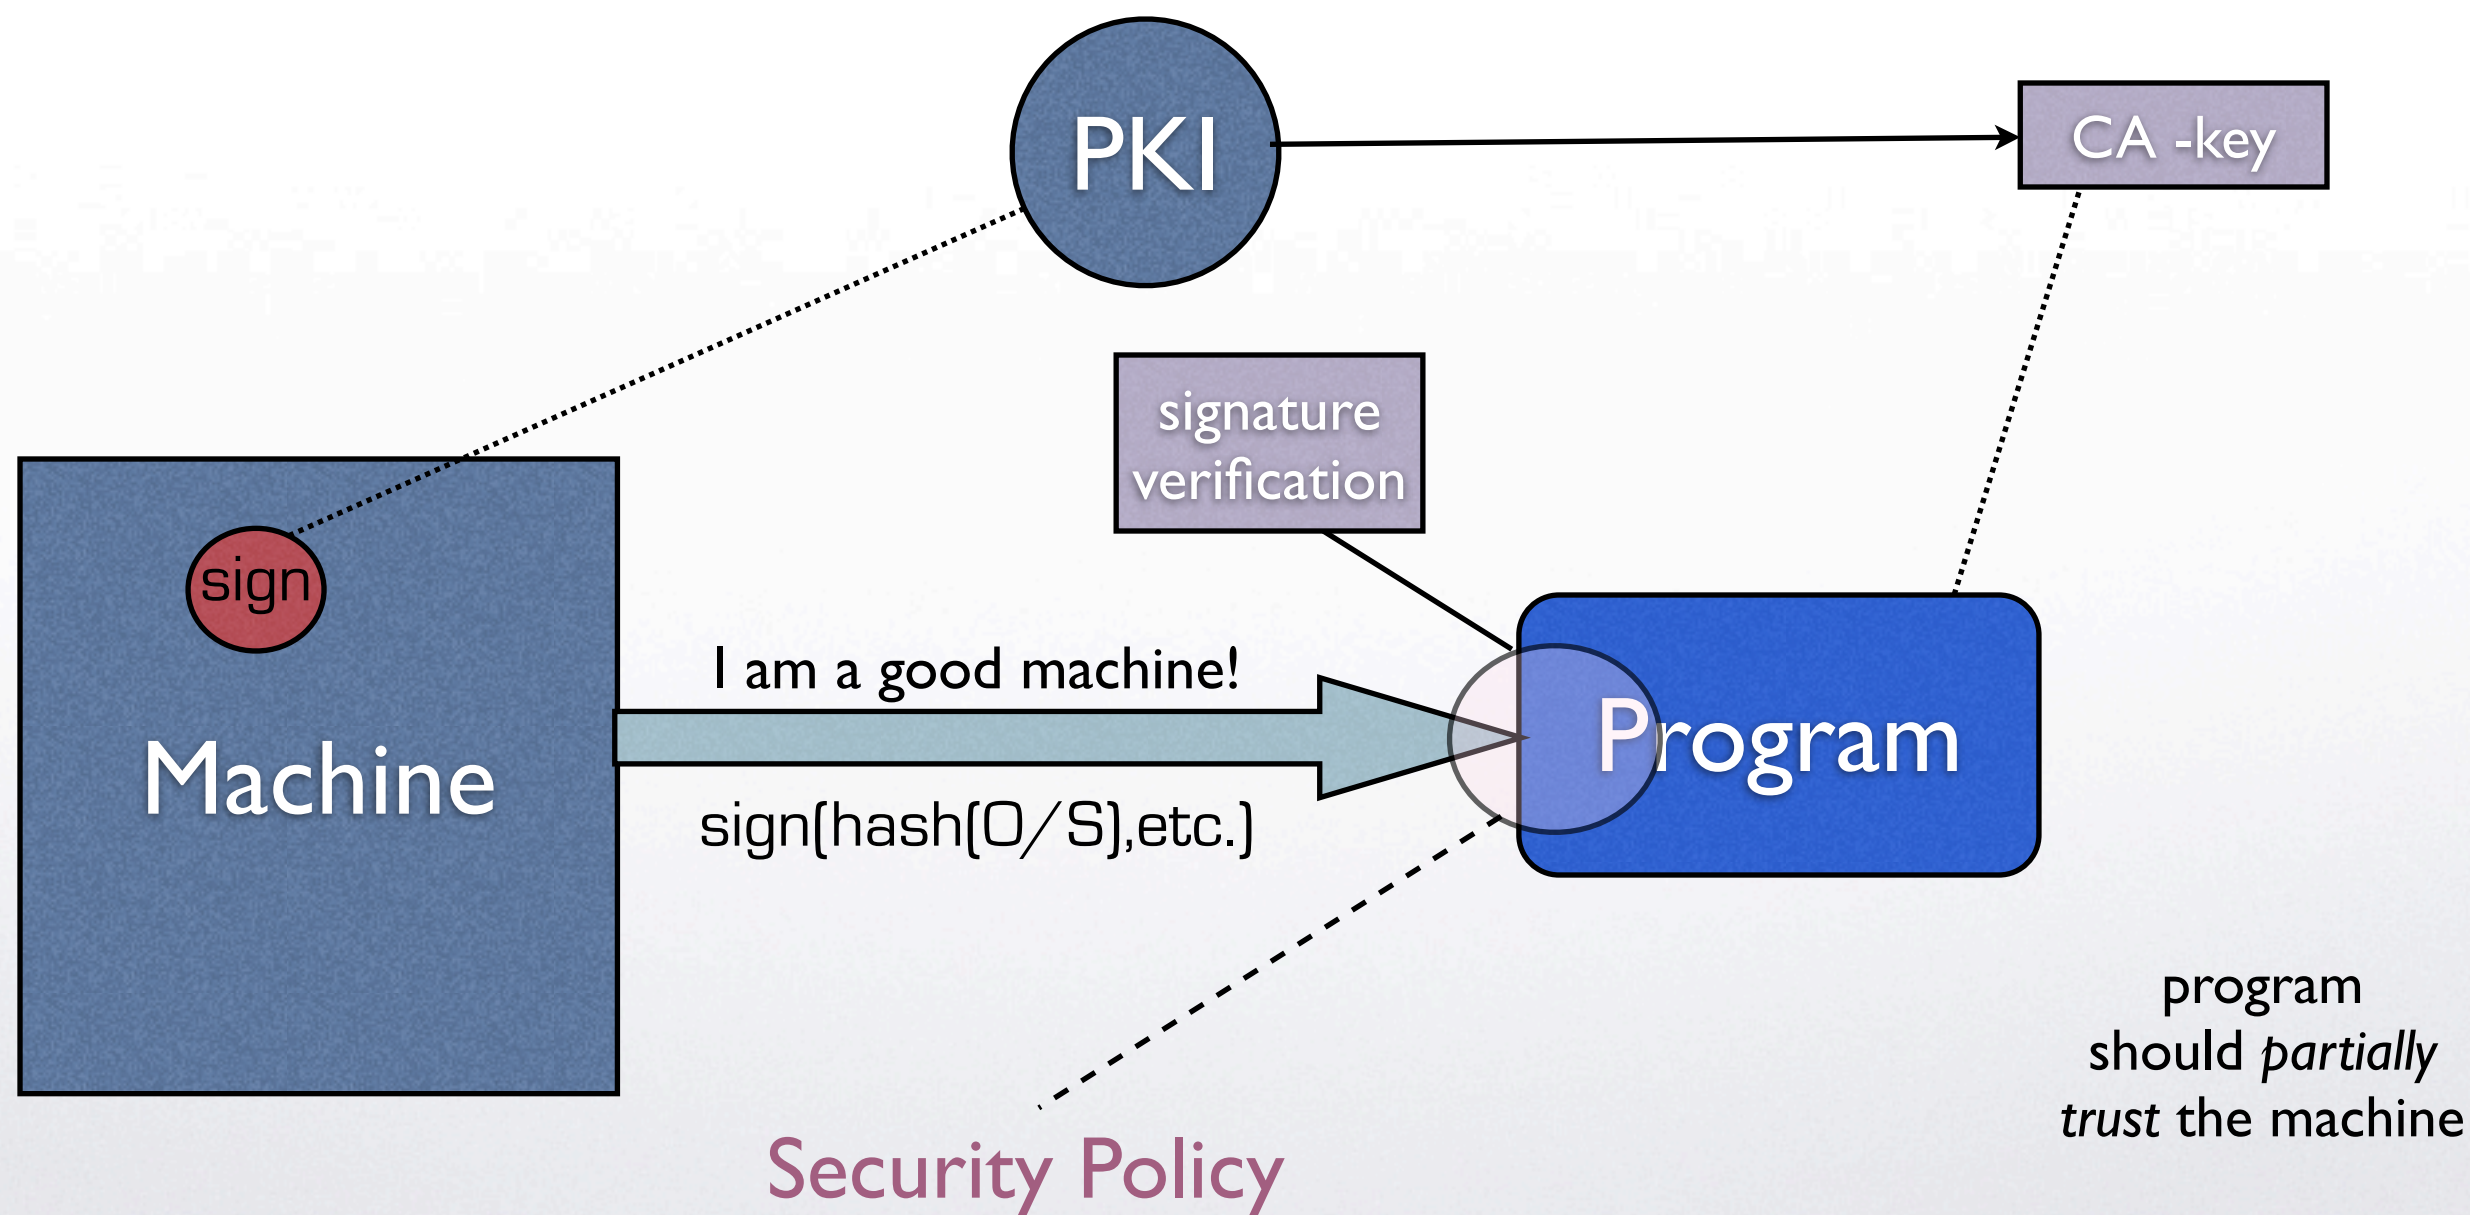 PKI
CA -key
signature
verification
sign
I am a good machine!
Machine
Program
sign(hash(O/S),etc.)
program
should partially
trust the machine
Security Policy